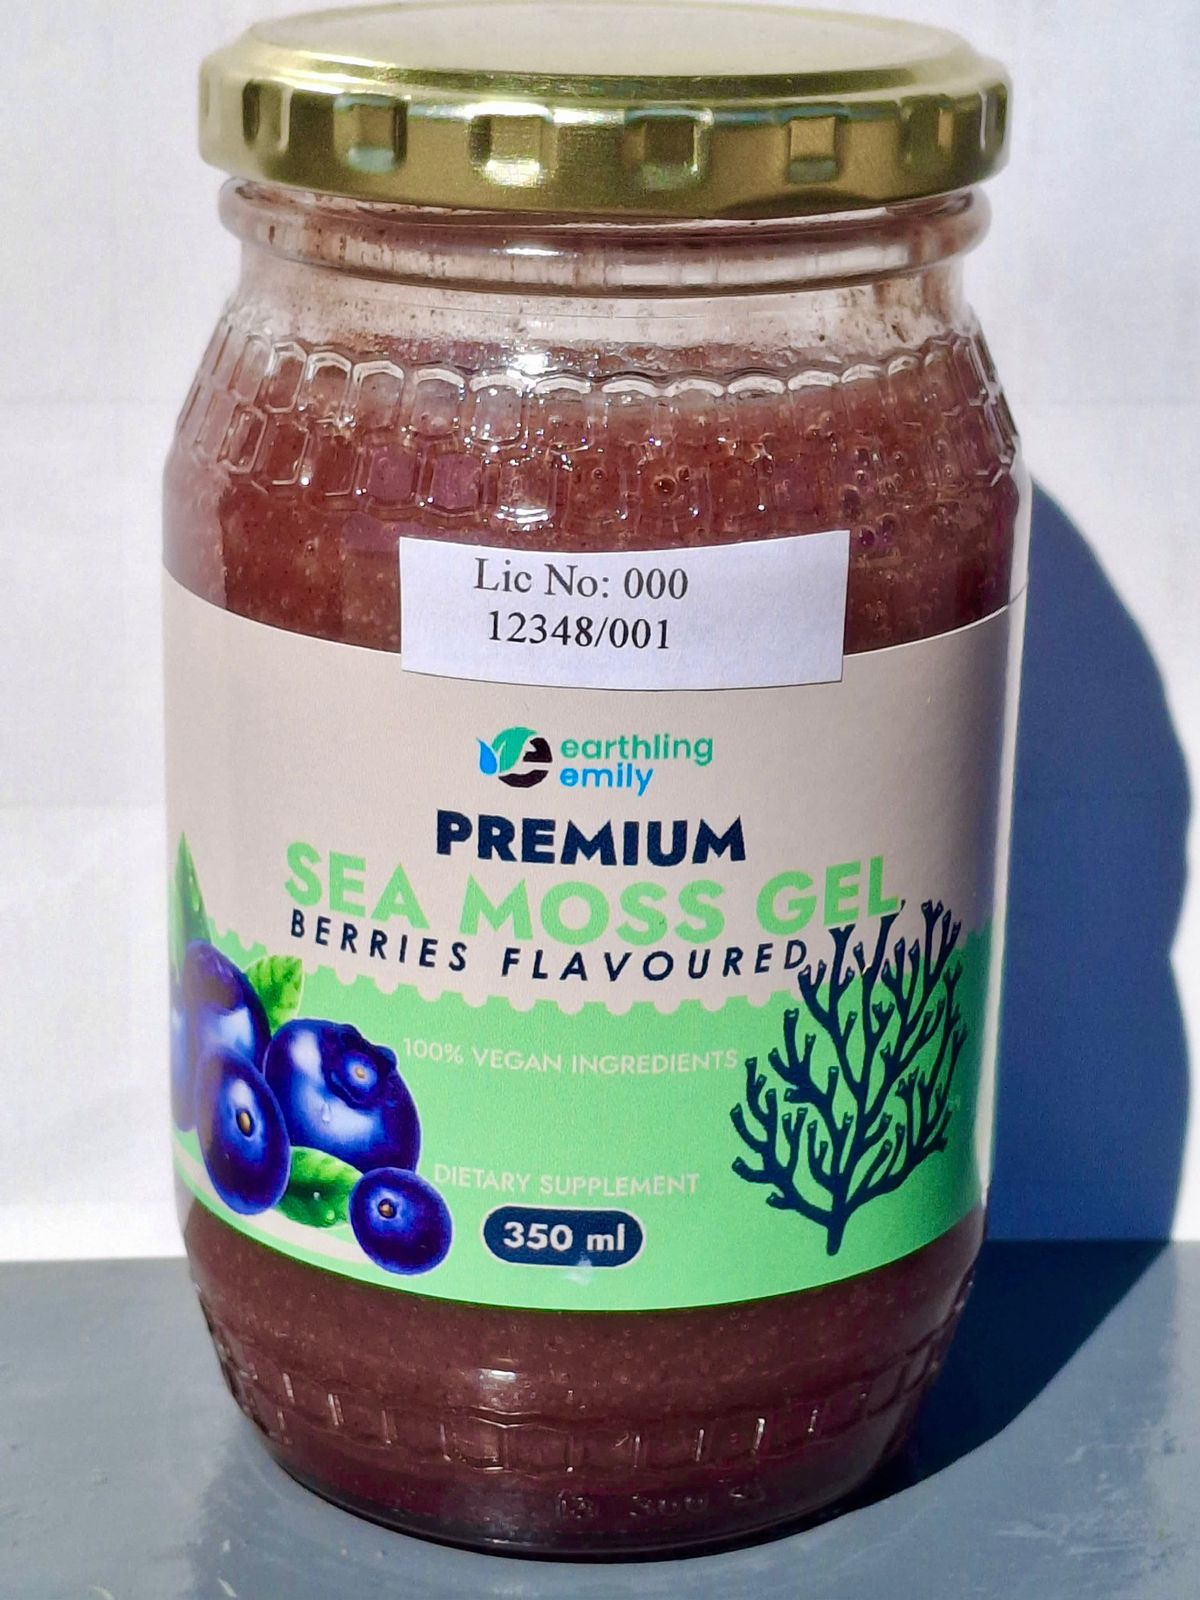 Lic No: 000
12348/001
earthling
emily
PREMIUM
SEA MOSS GEL
BERRIES FLAVOURED
100% VEGAN INGREDIENTS
DIETARY SUPPLEMENT
350 ml